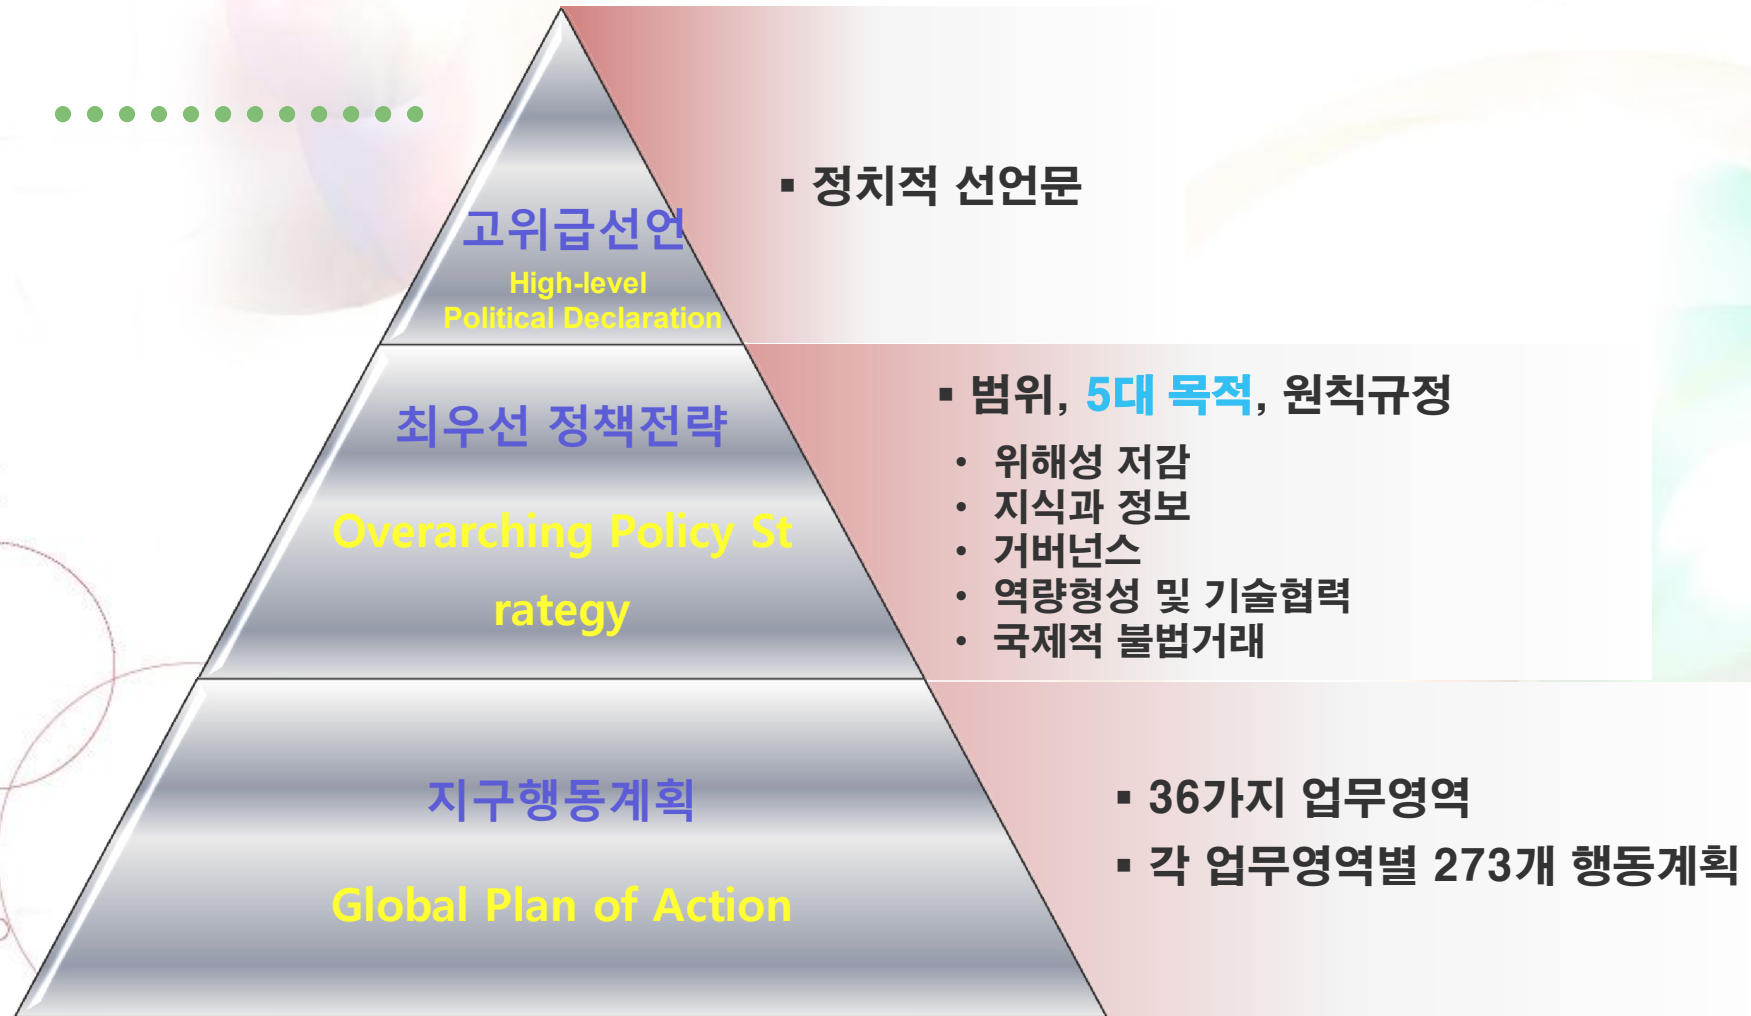 고위급선언
High-level
Political Declaration
▪ 정치적 선언문
최우선 정책전략
Overarching Policy St
rategy
▪ 범위, 5대 목적, 원칙규정
• 위해성 저감
• 지식과 정보
• 거버넌스
• 역량형성 및 기술협력
• 국제적 불법거래
지구행동계획
Global Plan of Action
▪ 36가지 업무영역
▪ 각 업무영역별 273개 행동계획